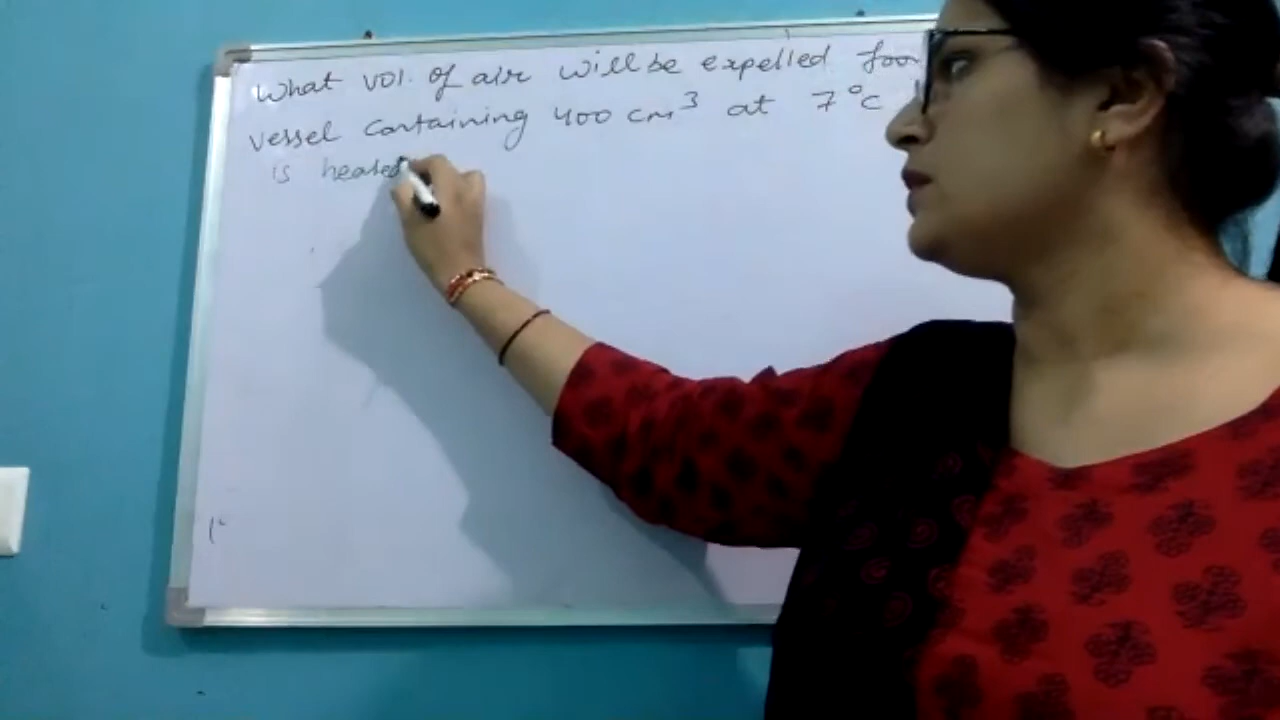 What vol. of air will be expelled from
vessel containing 400 cm³ at 7°C
is heated